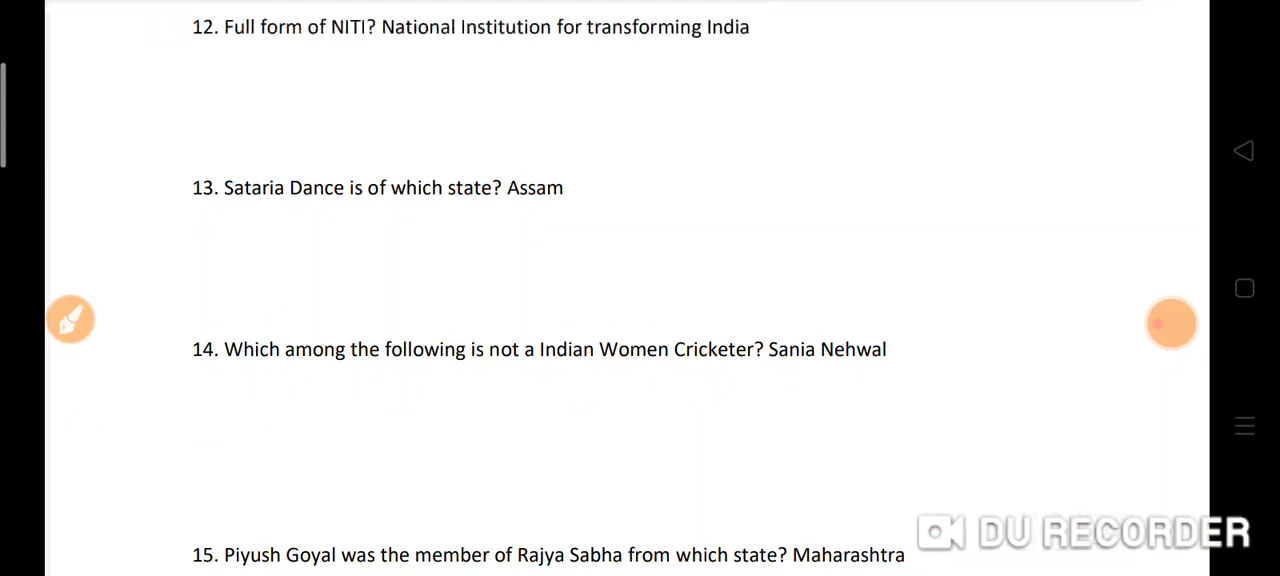 12. Full form of NITI? National Institution for transforming India
13. Sataria Dance is of which state? Assam
14. Which among the following is not a Indian Women Cricketer? Sania Nehwal
15. Piyush Goyal was the member of Rajya Sabha from which state? Maharashtra
DU RECORDER